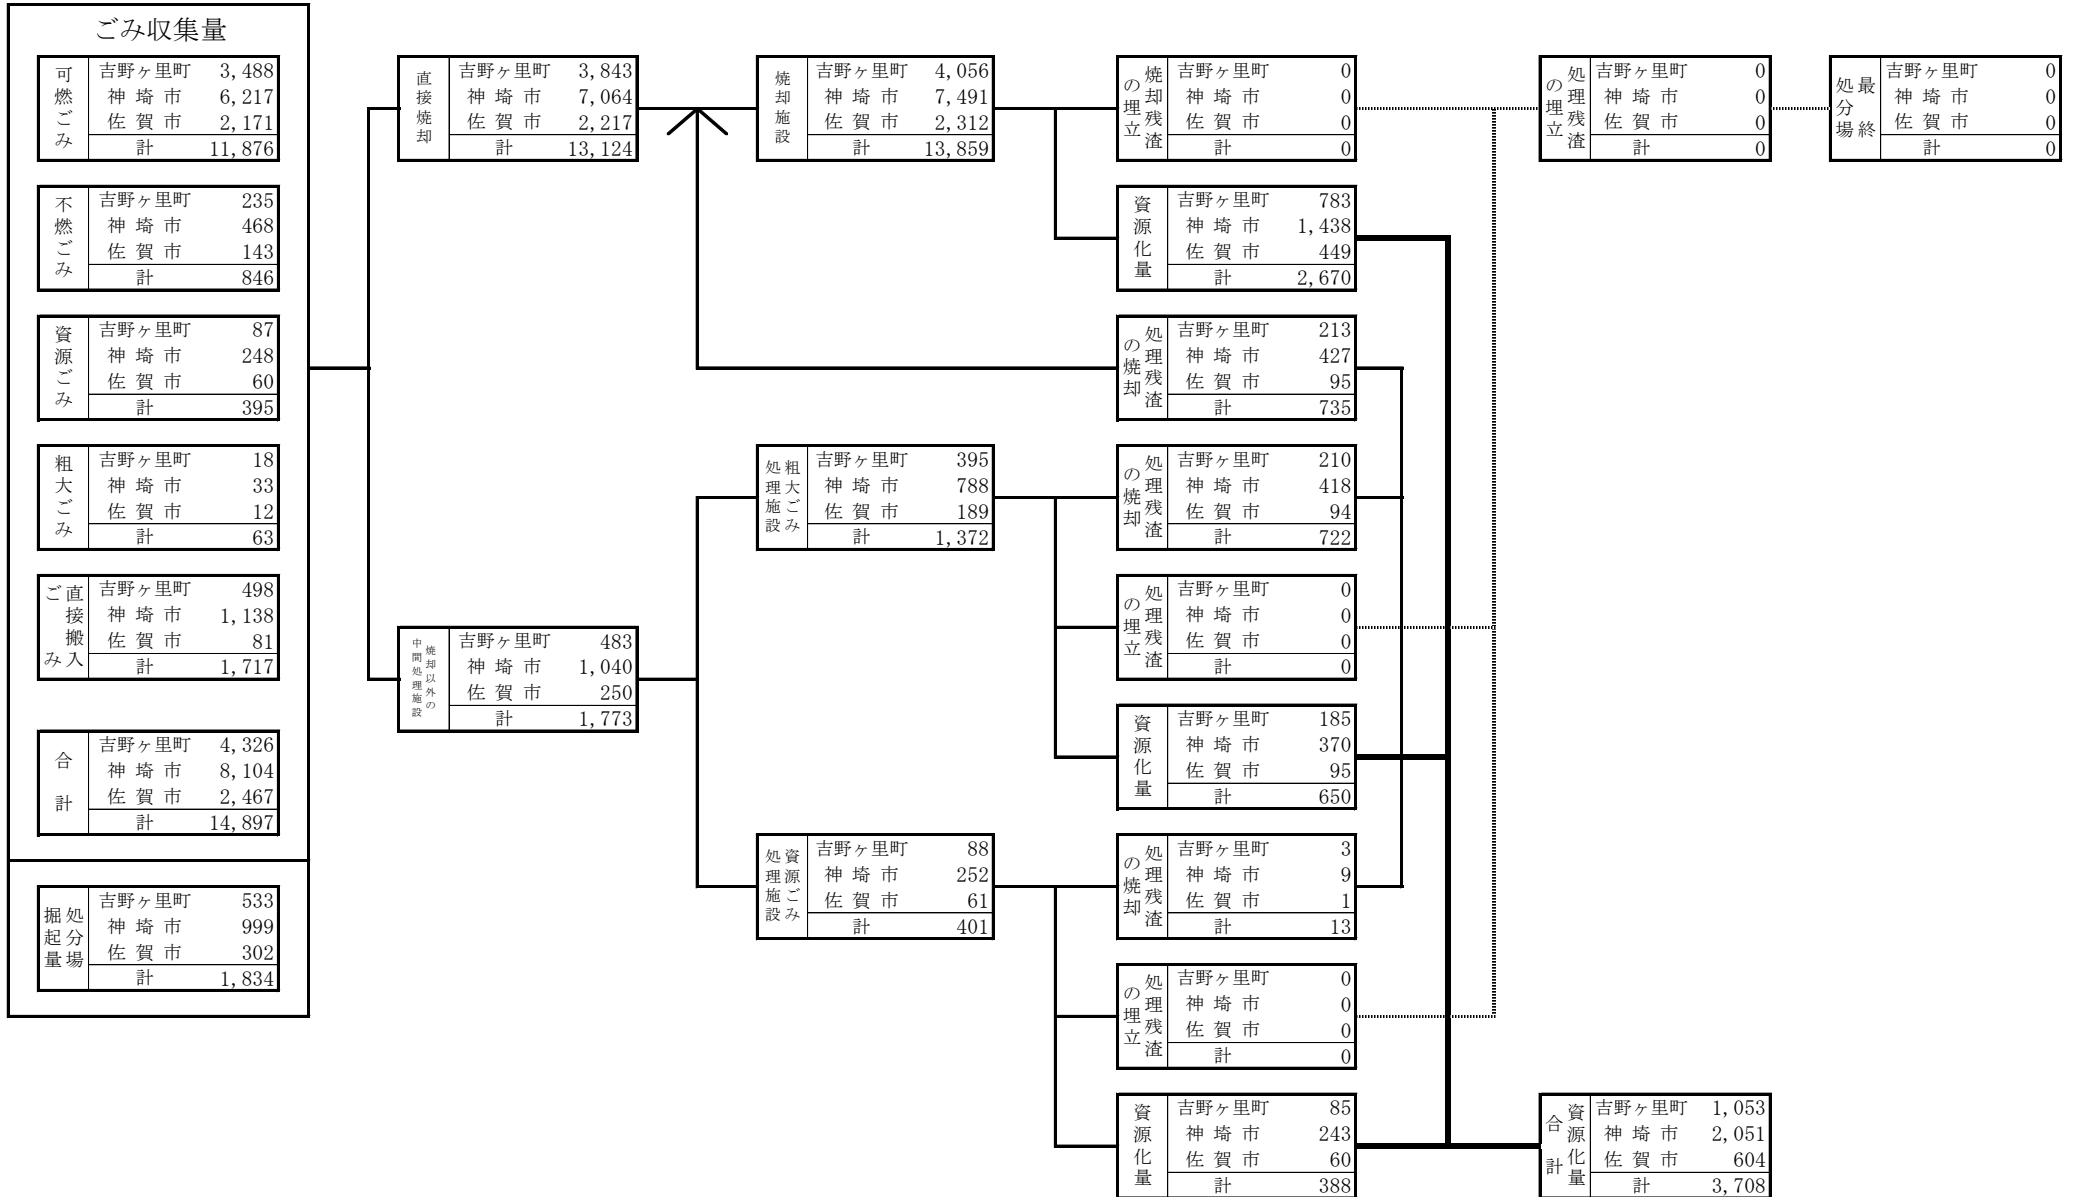 ごみ収集量
可燃ごみ
吉野ヶ里町 3,488
神埼市 6,217
佐賀市 2,171
計 11,876
不燃ごみ
吉野ヶ里町 235
神埼市 468
佐賀市 143
計 846
資源ごみ
吉野ヶ里町 87
神埼市 248
佐賀市 60
計 395
粗大ごみ
吉野ヶ里町 18
神埼市 33
佐賀市 12
計 63
直接搬入ごみ
吉野ヶ里町 498
神埼市 1,138
佐賀市 81
計 1,717
合計
吉野ヶ里町 4,326
神埼市 8,104
佐賀市 2,467
計 14,897
処分場掘起量
吉野ヶ里町 533
神埼市 999
佐賀市 302
計 1,834
直接焼却
吉野ヶ里町 3,843
神埼市 7,064
佐賀市 2,217
計 13,124
焼却以外の中間処理施設
吉野ヶ里町 483
神埼市 1,040
佐賀市 250
計 1,773
焼却施設
吉野ヶ里町 4,056
神埼市 7,491
佐賀市 2,312
計 13,859
粗大ごみ処理施設
吉野ヶ里町 395
神埼市 788
佐賀市 189
計 1,372
資源ごみ処理施設
吉野ヶ里町 88
神埼市 252
佐賀市 61
計 401
焼却残渣の埋立
吉野ヶ里町 0
神埼市 0
佐賀市 0
計 0
資源化量
吉野ヶ里町 783
神埼市 1,438
佐賀市 449
計 2,670
処理残渣の焼却
吉野ヶ里町 213
神埼市 427
佐賀市 95
計 735
処理残渣の焼却
吉野ヶ里町 210
神埼市 418
佐賀市 94
計 722
処理残渣の埋立
吉野ヶ里町 0
神埼市 0
佐賀市 0
計 0
資源化量
吉野ヶ里町 185
神埼市 370
佐賀市 95
計 650
処理残渣の焼却
吉野ヶ里町 3
神埼市 9
佐賀市 1
計 13
処理残渣の埋立
吉野ヶ里町 0
神埼市 0
佐賀市 0
計 0
資源化量
吉野ヶ里町 85
神埼市 243
佐賀市 60
計 388
処理残渣の埋立
吉野ヶ里町 0
神埼市 0
佐賀市 0
計 0
最終処分場
吉野ヶ里町 0
神埼市 0
佐賀市 0
計 0
資源化量合計
吉野ヶ里町 1,053
神埼市 2,051
佐賀市 604
計 3,708